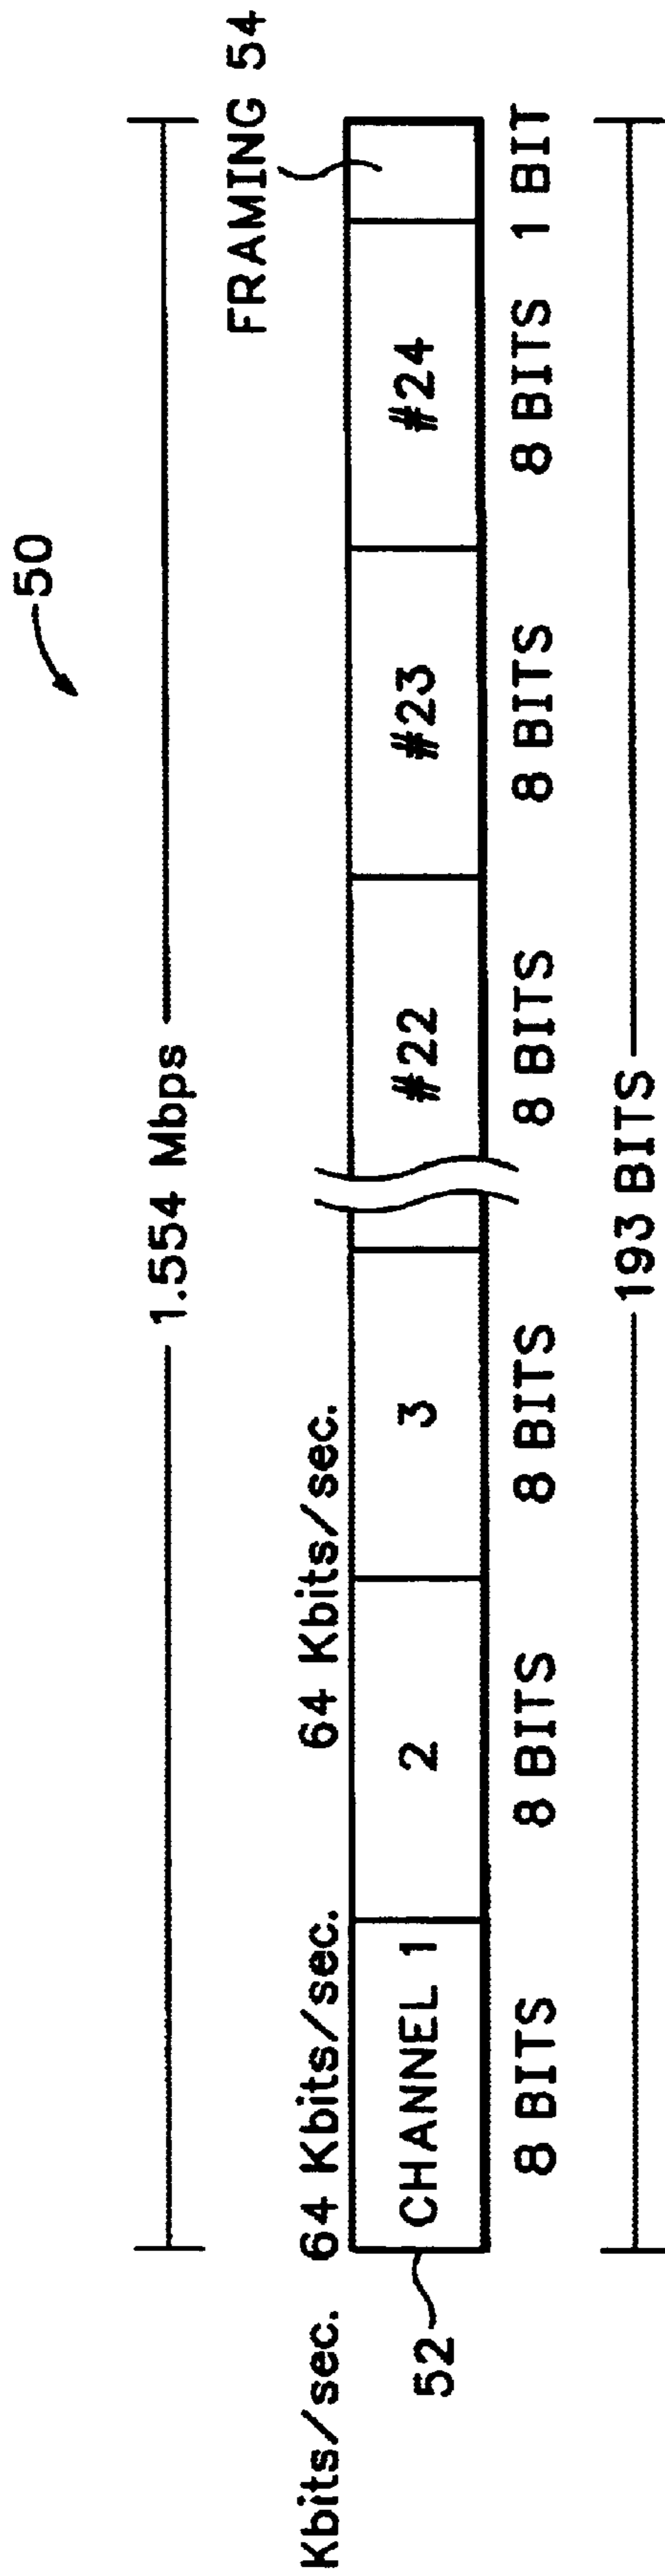 50
1.554 Mbps
FRAMING 54
Kbits/sec. 64 Kbits/sec. 64 Kbits/sec.
52 CHANNEL 1 2 3 #22 #23 #24
8 BITS 8 BITS 8 BITS 8 BITS 8 BITS 8 BITS 1 BIT
193 BITS